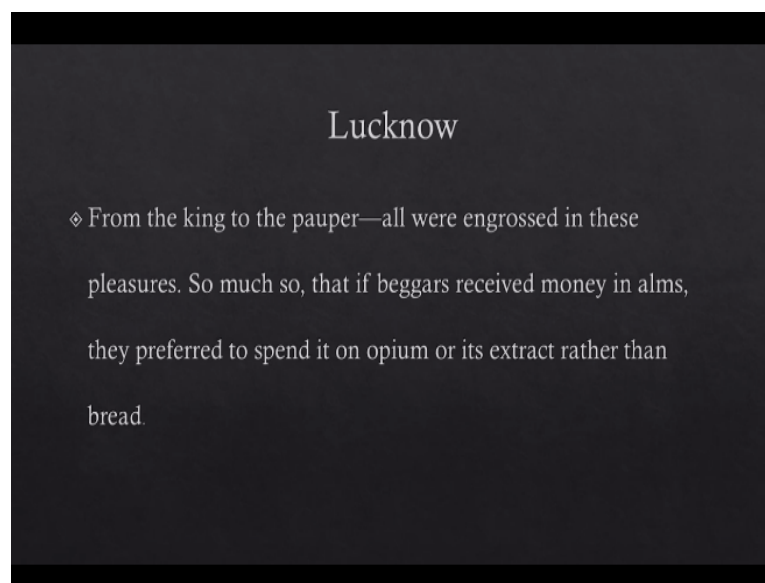 Lucknow
From the king to the pauper—all were engrossed in these
pleasures. So much so, that if beggars received money in alms,
they preferred to spend it on opium or its extract rather than
bread.